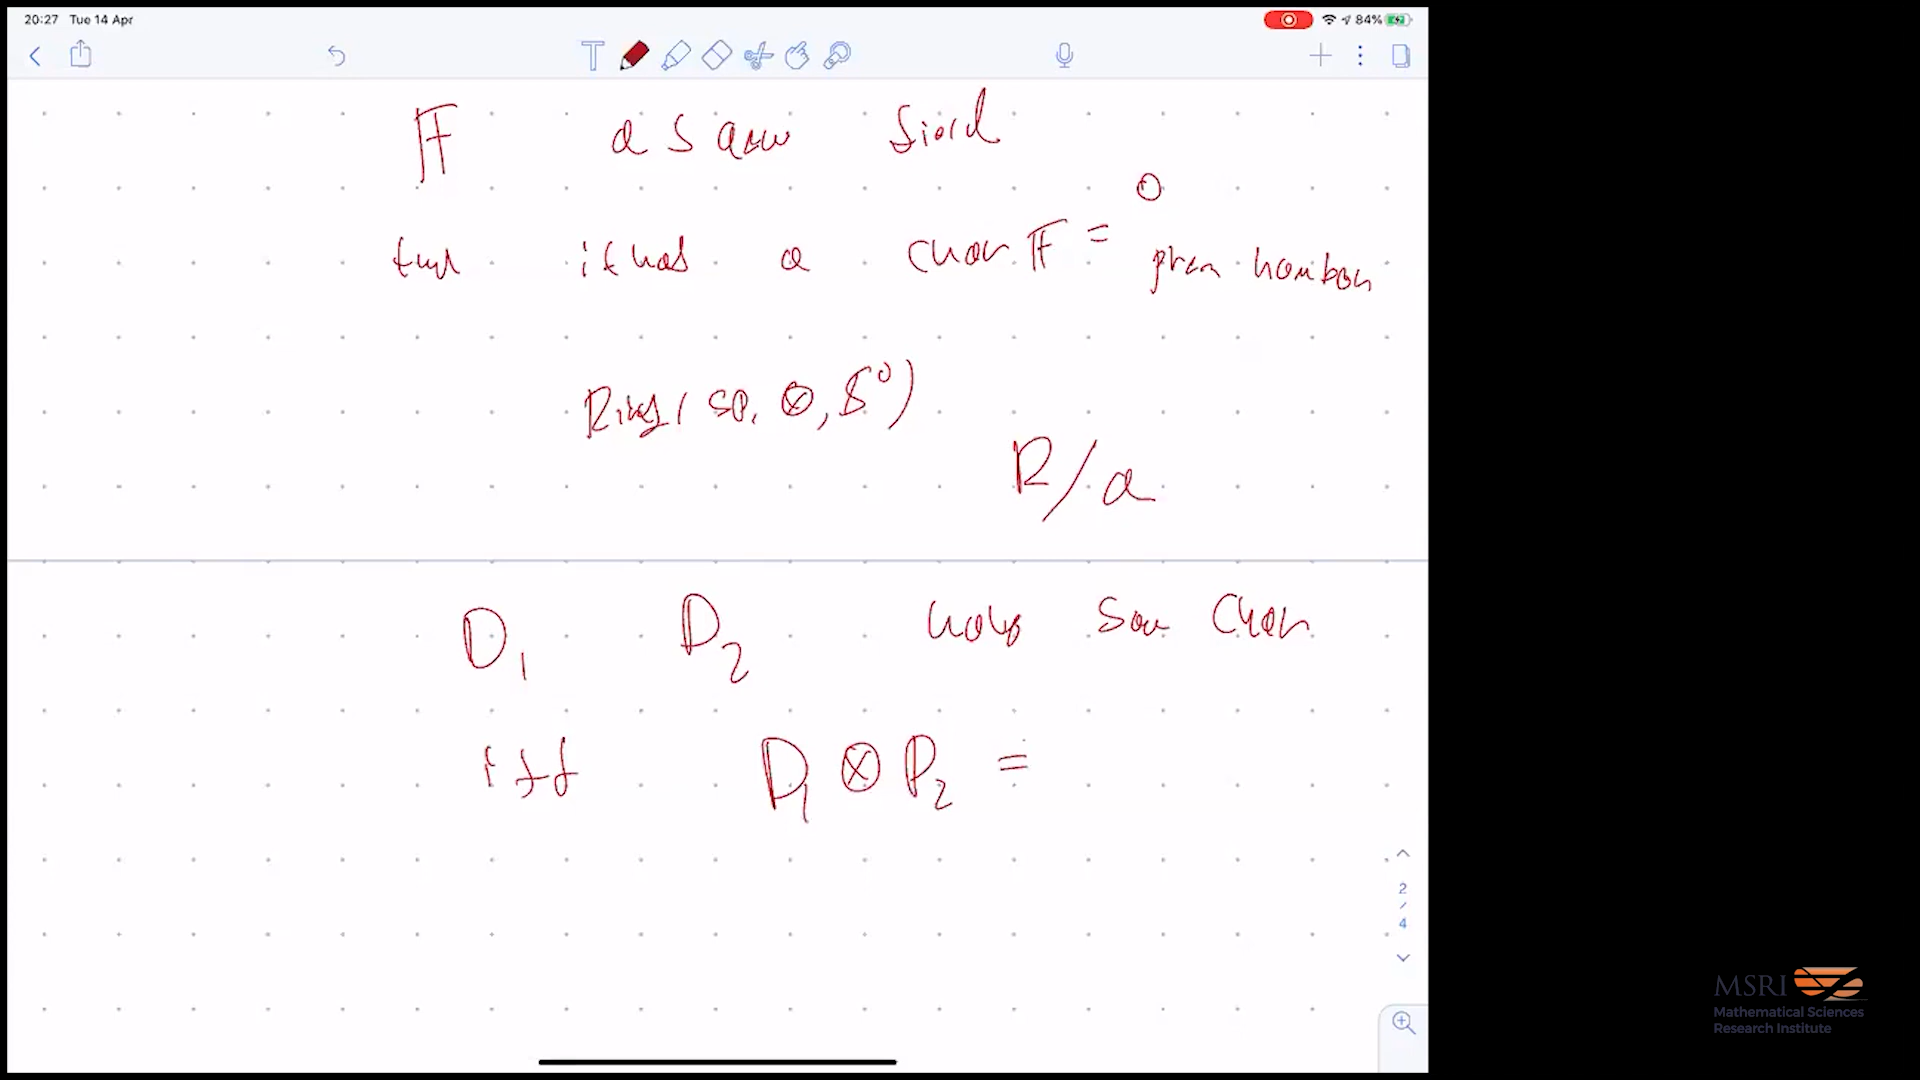 20:27 Tue 14 Apr
84%
T
𝔽 a skew field
then it has a char 𝔽 = 0
prim number
Ring(Sp, ⊗, S⁰)
R/a
D₁ D₂ have same char
iff D₁ ⊗ D₂ =
2
/
4
MSRI
Mathematical Sciences
Research Institute